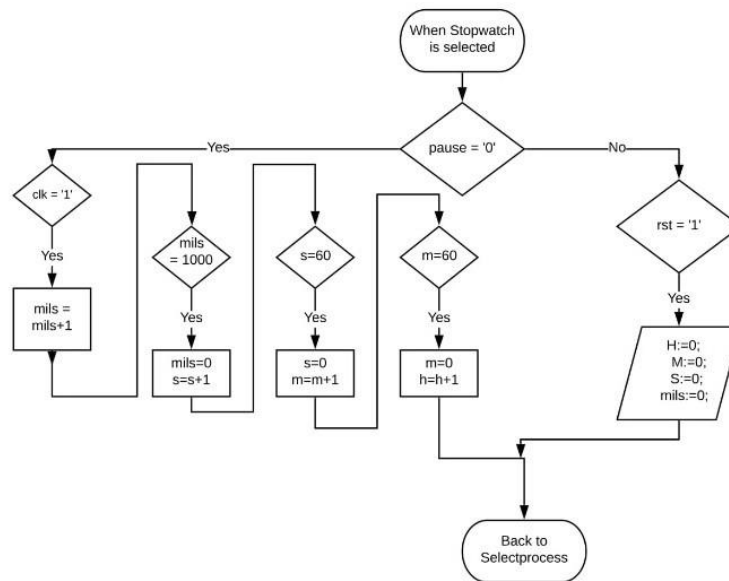 When Stopwatch
is selected
pause = '0'
Yes
No
clk = '1'
mils
= 1000
s=60
m=60
rst = '1'
Yes
Yes
Yes
Yes
Yes
mils =
mils+1
mils=0
s=s+1
s=0
m=m+1
m=0
h=h+1
H:=0;
M:=0;
S:=0;
mils:=0;
Back to
Selectprocess